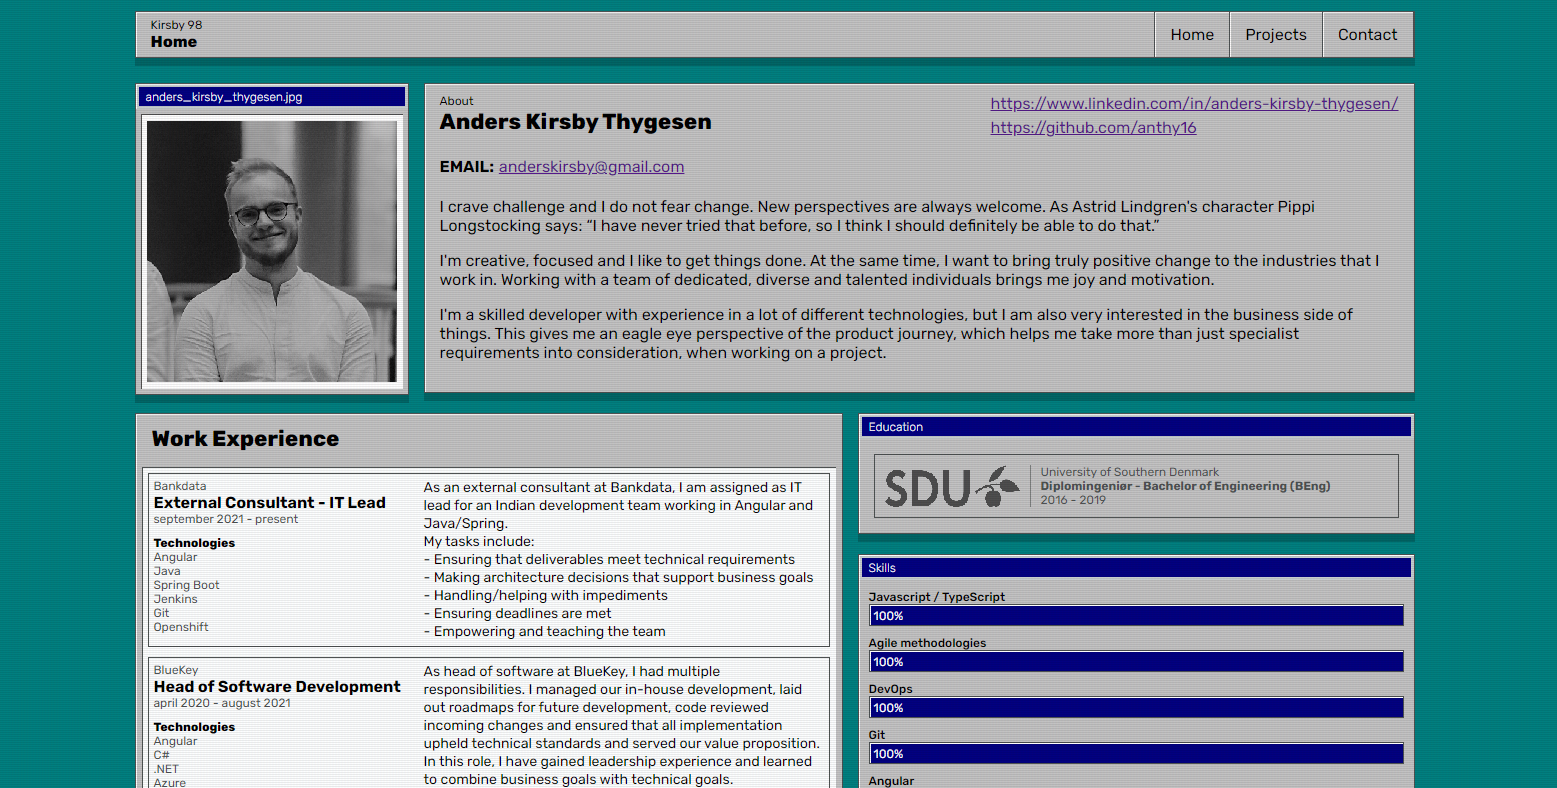 Kirsby 98
Home
Home
Projects
Contact
anders_kirsby_thygesen.jpg
About
Anders Kirsby Thygesen
https://www.linkedin.com/in/anders-kirsby-thygesen/
https://github.com/anthy16
EMAIL: anderskirsby@gmail.com
I crave challenge and I do not fear change. New perspectives are always welcome. As Astrid Lindgren's character Pippi
Longstocking says: “I have never tried that before, so I think I should definitely be able to do that.”
I'm creative, focused and I like to get things done. At the same time, I want to bring truly positive change to the industries that I
work in. Working with a team of dedicated, diverse and talented individuals brings me joy and motivation.
I'm a skilled developer with experience in a lot of different technologies, but I am also very interested in the business side of
things. This gives me an eagle eye perspective of the product journey, which helps me take more than just specialist
requirements into consideration, when working on a project.
Work Experience
Bankdata
External Consultant - IT Lead
september 2021 - present
Technologies
Angular
Java
Spring Boot
Jenkins
Git
Openshift
As an external consultant at Bankdata, I am assigned as IT
lead for an Indian development team working in Angular and
Java/Spring.
My tasks include:
- Ensuring that deliverables meet technical requirements
- Making architecture decisions that support business goals
- Handling/helping with impediments
- Ensuring deadlines are met
- Empowering and teaching the team
BlueKey
Head of Software Development
april 2020 - august 2021
Technologies
Angular
C#
.NET
Azure
As head of software at BlueKey, I had multiple
responsibilities. I managed our in-house development, laid
out roadmaps for future development, code reviewed
incoming changes and ensured that all implementation
upheld technical standards and served our value proposition.
In this role, I have gained leadership experience and learned
to combine business goals with technical goals.
Education
SDU
University of Southern Denmark
Diplomingeniør - Bachelor of Engineering (BEng)
2016 - 2019
Skills
Javascript / TypeScript
100%
Agile methodologies
100%
DevOps
100%
Git
100%
Angular